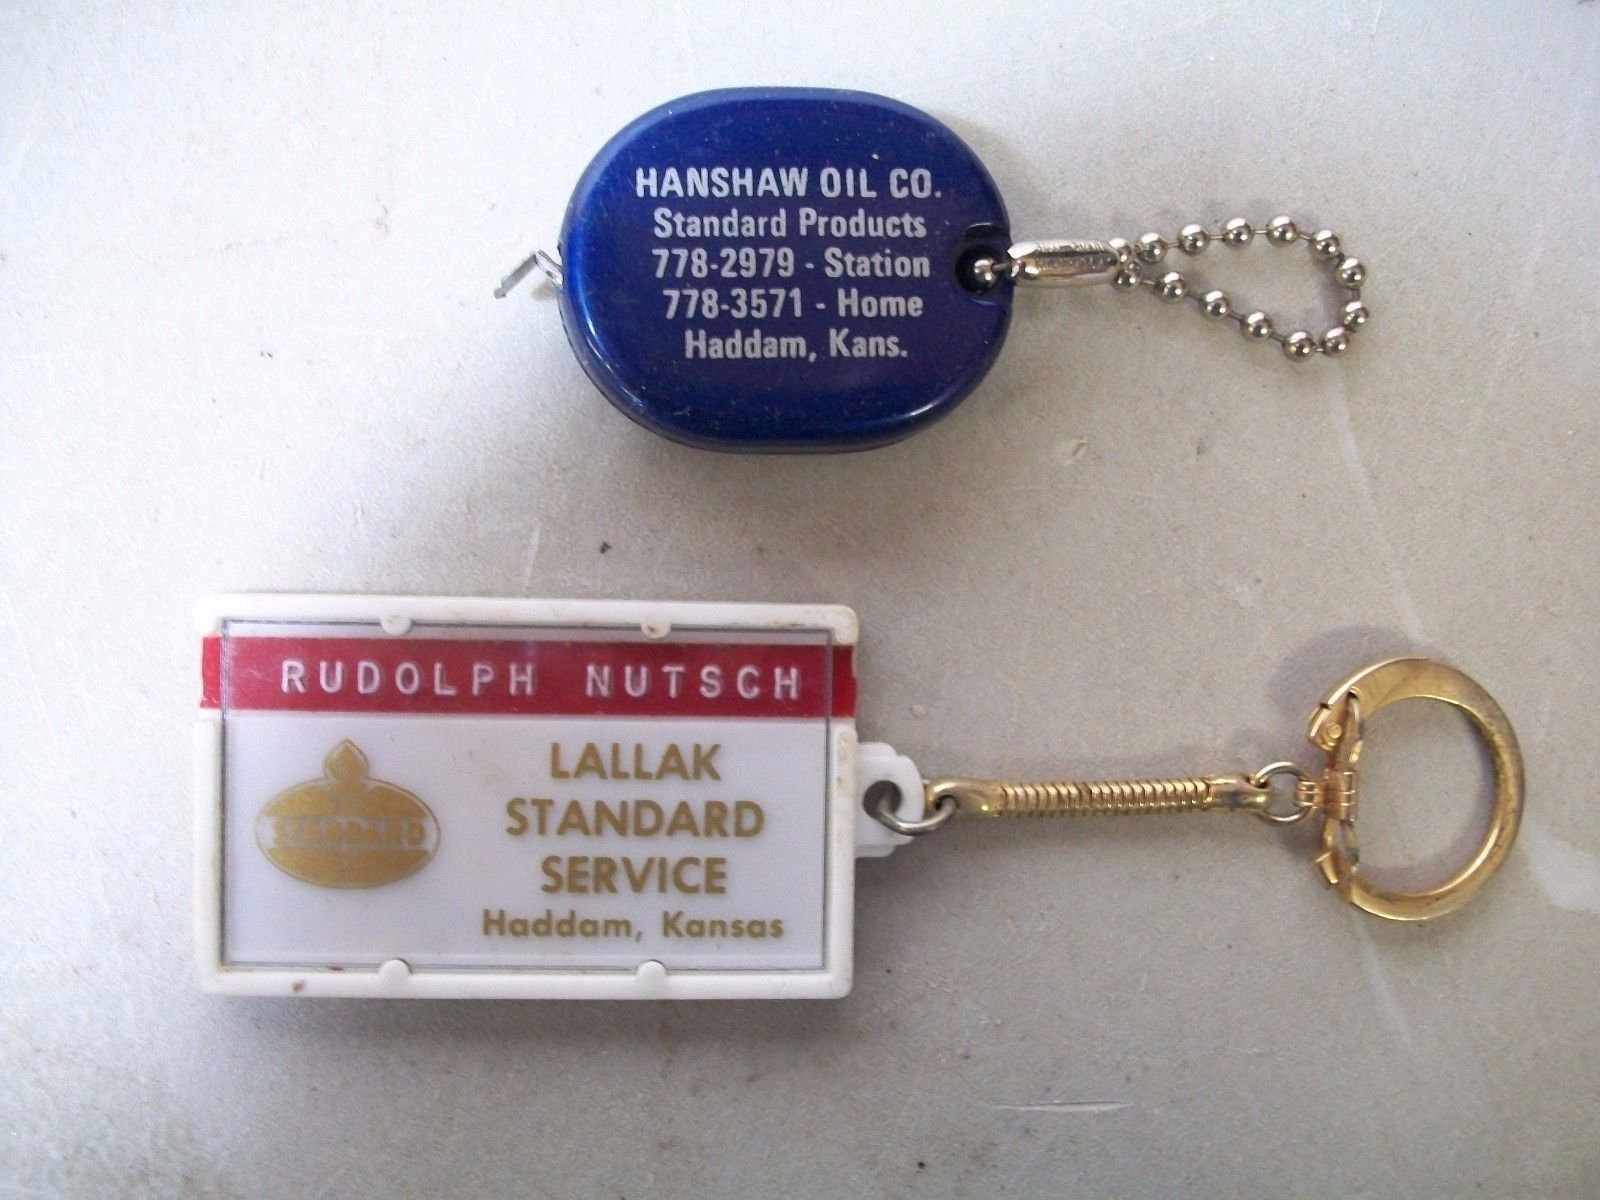 HANSHAW OIL CO.
Standard Products
778-2979 - Station
778-3571 - Home
Haddam, Kans.
RUDOLPH NUTSCH
STANDARD
LALLAK
STANDARD
SERVICE
Haddam, Kansas